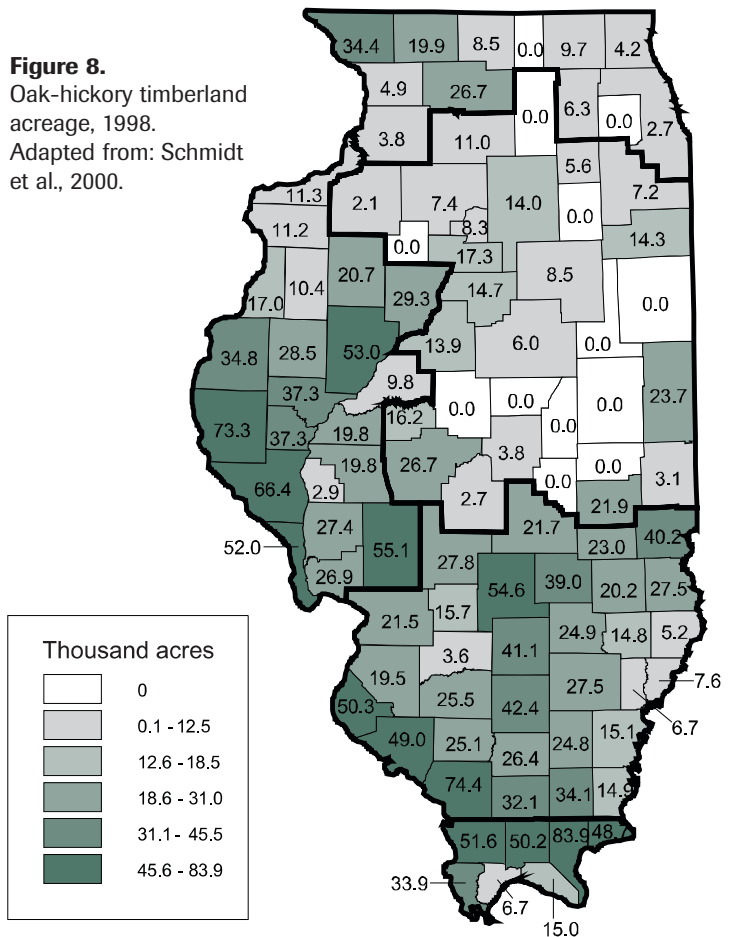 Figure 8.
Oak-hickory timberland
acreage, 1998.
Adapted from: Schmidt
et al., 2000.
34.4 19.9 8.5 0.0 9.7 4.2
4.9 26.7 0.0 6.3 0.0 2.7
3.8 11.0 5.6
11.3 2.1 7.4 14.0 0.0 7.2
11.2 0.0 8.3 17.3 14.3
17.0 10.4 20.7 29.3 14.7 8.5 0.0
34.8 28.5 53.0 13.9 6.0 0.0
37.3 9.8 0.0 0.0 0.0 0.0 23.7
73.3 37.3 19.8 16.2 3.8
19.8 26.7 0.0 0.0 3.1
66.4 2.9 2.7 21.9
52.0 27.4 55.1 21.7 23.0 40.2
26.9 27.8 54.6 39.0 20.2 27.5
21.5 15.7 24.9 14.8 5.2
3.6 41.1
19.5 25.5 27.5 7.6
50.3 42.4 6.7
49.0 25.1 26.4 24.8 15.1
74.4 32.1 34.1 14.9
51.6 50.2 83.9 48.7
33.9 6.7 15.0
Thousand acres
0
0.1 - 12.5
12.6 - 18.5
18.6 - 31.0
31.1 - 45.5
45.6 - 83.9